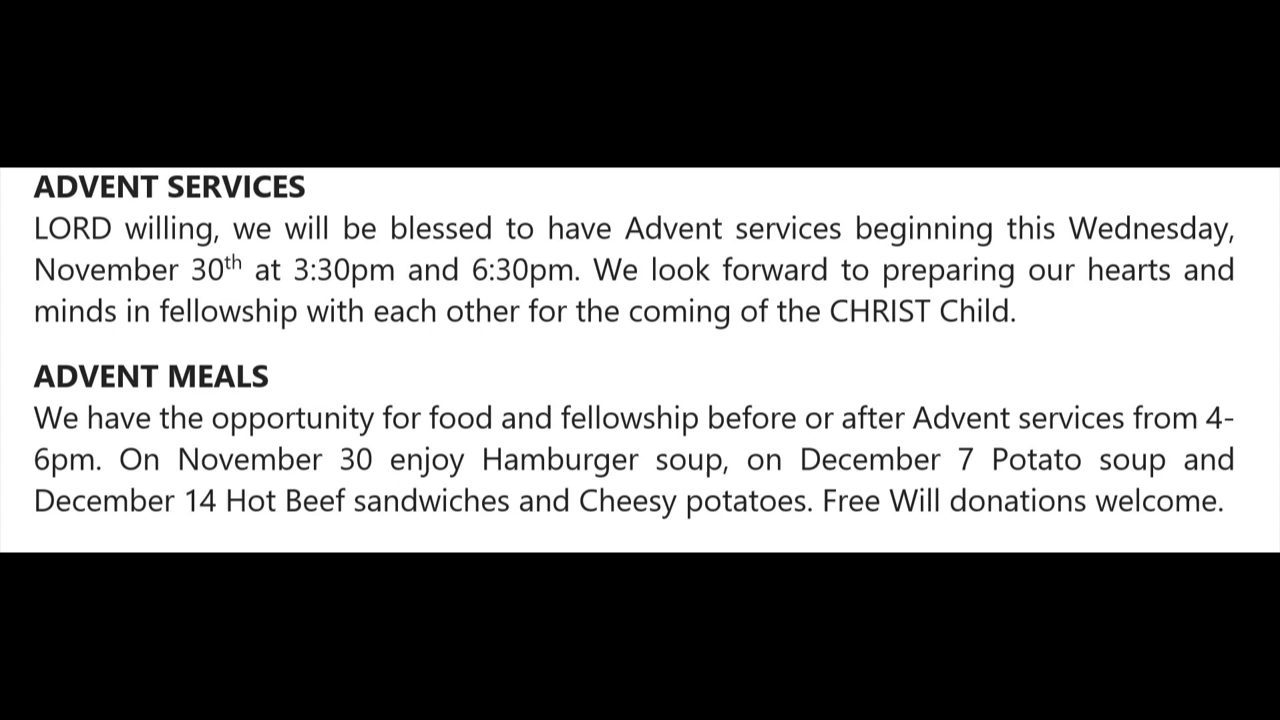 ADVENT SERVICES
LORD willing, we will be blessed to have Advent services beginning this Wednesday,
November 30th at 3:30pm and 6:30pm. We look forward to preparing our hearts and
minds in fellowship with each other for the coming of the CHRIST Child.
ADVENT MEALS
We have the opportunity for food and fellowship before or after Advent services from 4-
6pm. On November 30 enjoy Hamburger soup, on December 7 Potato soup and
December 14 Hot Beef sandwiches and Cheesy potatoes. Free Will donations welcome.